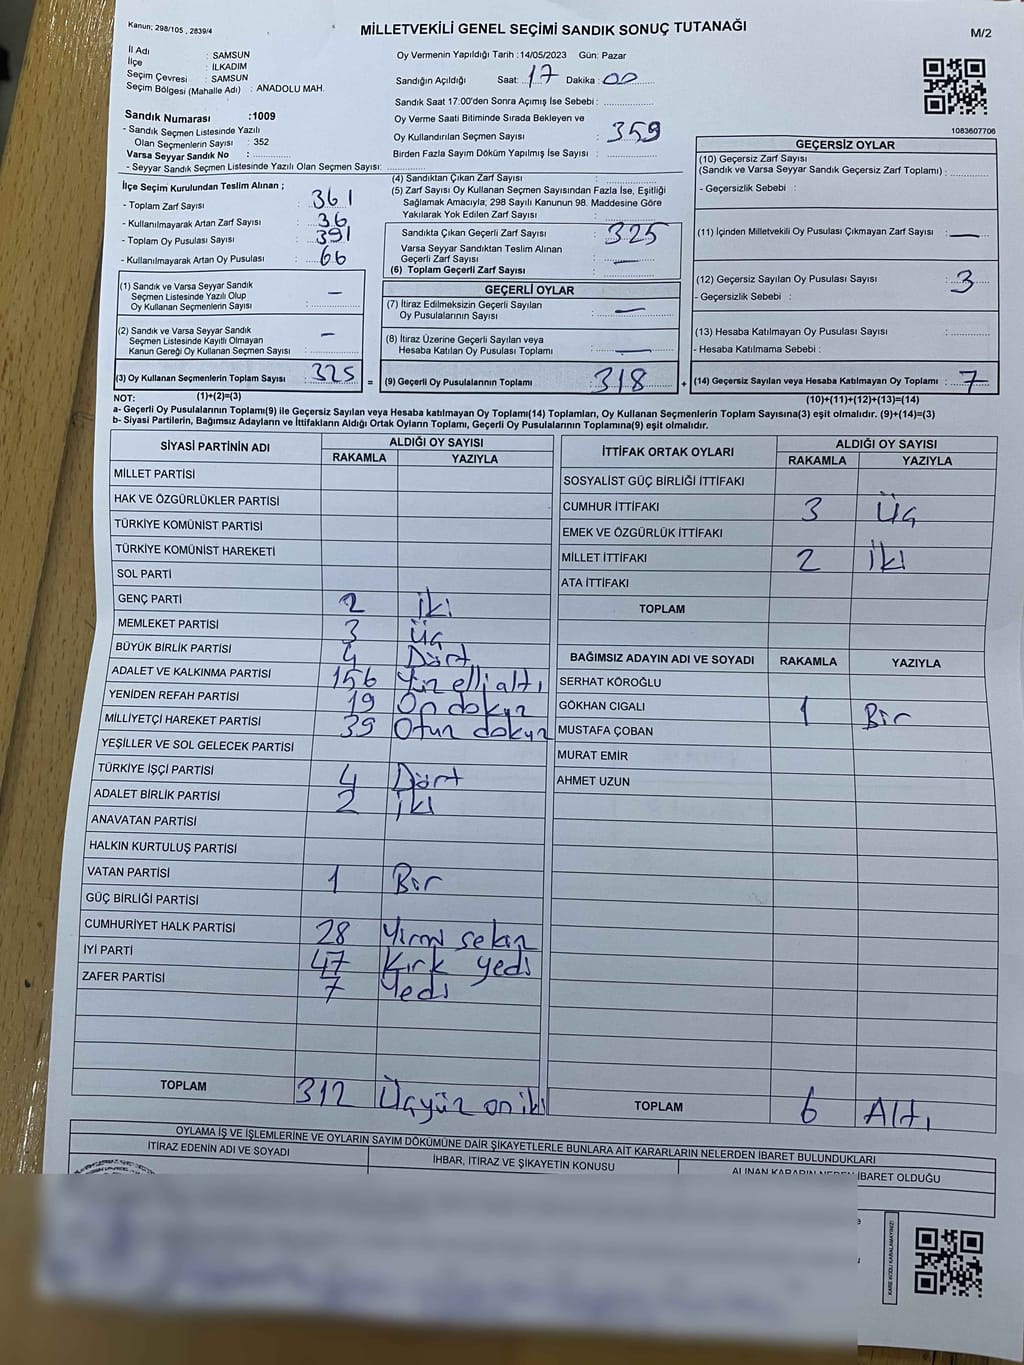 Kanun; 298/105 , 2839/4
MİLLETVEKİLİ GENEL SEÇİMİ SANDIK SONUÇ TUTANAĞI
M/2
İl Adı : SAMSUN
İlçe : İLKADIM
Seçim Çevresi : SAMSUN
Seçim Bölgesi (Mahalle Adı) : ANADOLU MAH.
Oy Vermenin Yapıldığı Tarih :14/05/2023 Gün: Pazar
Sandığın Açıldığı Saat: 17 Dakika : 00
Sandık Saat 17:00'den Sonra Açımış İse Sebebi :
Oy Verme Saati Bitiminde Sırada Bekleyen ve
Oy Kullandırılan Seçmen Sayısı : 359
Birden Fazla Sayım Döküm Yapılmış İse Sayısı :
Sandık Numarası :1009
- Sandık Seçmen Listesinde Yazılı
Olan Seçmenlerin Sayısı : 352
Varsa Seyyar Sandık No :
- Seyyar Sandık Seçmen Listesinde Yazılı Olan Seçmen Sayısı:
1083607706
İlçe Seçim Kurulundan Teslim Alınan ;
- Toplam Zarf Sayısı : 361
- Kullanılmayarak Artan Zarf Sayısı : 36
- Toplam Oy Pusulası Sayısı : 391
- Kullanılmayarak Artan Oy Pusulası : 66
(1) Sandık ve Varsa Seyyar Sandık
Seçmen Listesinde Yazılı Olup
Oy Kullanan Seçmenlerin Sayısı : —
(2) Sandık ve Varsa Seyyar Sandık
Seçmen Listesinde Kayıtlı Olmayan
Kanun Gereği Oy Kullanan Seçmen Sayısı : —
(3) Oy Kullanan Seçmenlerin Toplam Sayısı : 325 =
(4) Sandıktan Çıkan Zarf Sayısı :
(5) Zarf Sayısı Oy Kullanan Seçmen Sayısından Fazla İse, Eşitliği
Sağlamak Amacıyla; 298 Sayılı Kanunun 98. Maddesine Göre
Yakılarak Yok Edilen Zarf Sayısı :
Sandıkta Çıkan Geçerli Zarf Sayısı : 325
Varsa Seyyar Sandıktan Teslim Alınan
Geçerli Zarf Sayısı : —
(6) Toplam Geçerli Zarf Sayısı :
GEÇERLİ OYLAR
(7) İtiraz Edilmeksizin Geçerli Sayılan
Oy Pusulalarının Sayısı : —
(8) İtiraz Üzerine Geçerli Sayılan veya
Hesaba Katılan Oy Pusulası Toplamı : —
(9) Geçerli Oy Pusulalarının Toplamı : 318 +
GEÇERSİZ OYLAR
(10) Geçersiz Zarf Sayısı
(Sandık ve Varsa Seyyar Sandık Geçersiz Zarf Toplamı) :
- Geçersizlik Sebebi :
(11) İçinden Milletvekili Oy Pusulası Çıkmayan Zarf Sayısı : —
(12) Geçersiz Sayılan Oy Pusulası Sayısı : 3
- Geçersizlik Sebebi :
(13) Hesaba Katılmayan Oy Pusulası Sayısı :
- Hesaba Katılmama Sebebi :
(14) Geçersiz Sayılan veya Hesaba Katılmayan Oy Toplamı : 7
NOT: (1)+(2)=(3)
(10)+(11)+(12)+(13)=(14)
a- Geçerli Oy Pusulalarının Toplamı(9) ile Geçersiz Sayılan veya Hesaba katılmayan Oy Toplamı(14) Toplamları, Oy Kullanan Seçmenlerin Toplam Sayısına(3) eşit olmalıdır. (9)+(14)=(3)
b- Siyasi Partilerin, Bağımsız Adayların ve İttifakların Aldığı Ortak Oyların Toplamı, Geçerli Oy Pusulalarının Toplamına(9) eşit olmalıdır.
SİYASİ PARTİNİN ADI ALDIĞI OY SAYISI
RAKAMLA YAZIYLA
MİLLET PARTİSİ
HAK VE ÖZGÜRLÜKLER PARTİSİ
TÜRKİYE KOMÜNİST PARTİSİ
TÜRKİYE KOMÜNİST HAREKETİ
SOL PARTİ
GENÇ PARTİ 2 İki
MEMLEKET PARTİSİ 3 Üç
BÜYÜK BİRLİK PARTİSİ 4 Dört
ADALET VE KALKINMA PARTİSİ 156 Yüz elli altı
YENİDEN REFAH PARTİSİ 19 On dokuz
MİLLİYETÇİ HAREKET PARTİSİ 39 Otuz dokuz
YEŞİLLER VE SOL GELECEK PARTİSİ
TÜRKİYE İŞÇİ PARTİSİ 4 Dört
ADALET BİRLİK PARTİSİ 2 İki
ANAVATAN PARTİSİ
HALKIN KURTULUŞ PARTİSİ
VATAN PARTİSİ 1 Bir
GÜÇ BİRLİĞİ PARTİSİ
CUMHURİYET HALK PARTİSİ 28 Yirmi sekiz
İYİ PARTİ 47 Kırk yedi
ZAFER PARTİSİ 7 Yedi
TOPLAM 312 Üçyüz on iki
İTTİFAK ORTAK OYLARI ALDIĞI OY SAYISI
RAKAMLA YAZIYLA
SOSYALİST GÜÇ BİRLİĞİ İTTİFAKI
CUMHUR İTTİFAKI 3 Üç
EMEK VE ÖZGÜRLÜK İTTİFAKI
MİLLET İTTİFAKI 2 İki
ATA İTTİFAKI
TOPLAM
BAĞIMSIZ ADAYIN ADI VE SOYADI RAKAMLA YAZIYLA
SERHAT KÖROĞLU
GÖKHAN CIGALI 1 Bir
MUSTAFA ÇOBAN
MURAT EMİR
AHMET UZUN
TOPLAM 6 Altı
OYLAMA İŞ VE İŞLEMLERİNE VE OYLARIN SAYIM DÖKÜMÜNE DAİR ŞİKAYETLERLE BUNLARA AİT KARARLARIN NELERDEN İBARET BULUNDUKLARI
İTİRAZ EDENİN ADI VE SOYADI İHBAR, İTİRAZ VE ŞİKAYETİN KONUSU ALINAN KARARIN NEDEN İBARET OLDUĞU
KARE KODU KARALAMAYINIZ!